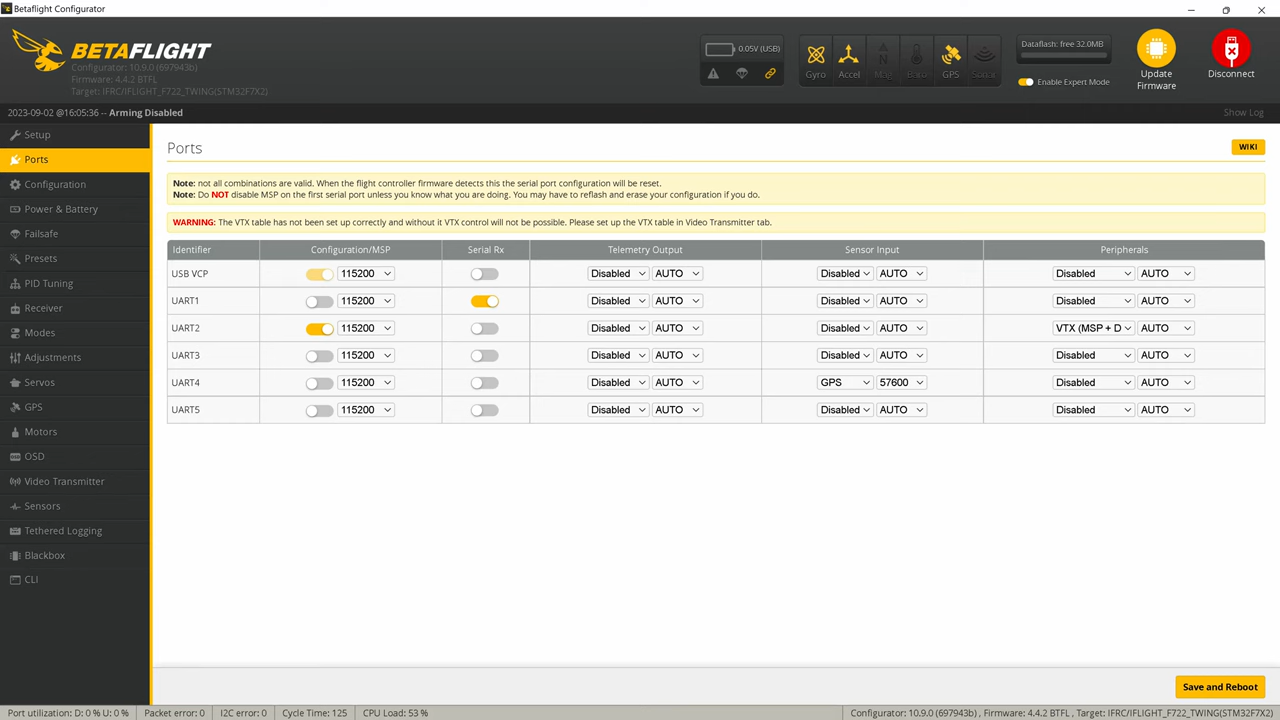 Betaflight Configurator
BETAFLIGHT
Configurator: 10.9.0 (697943b)
Firmware: 4.4.2 BTFL
Target: IFRC/IFLIGHT_F722_TWING(STM32F7X2)
0.05V (USB)
Gyro Accel Mag Baro GPS Sonar
Dataflash: free 32.0MB
Enable Expert Mode
Update Firmware
Disconnect
2023-09-02 @16:05:36 -- Arming Disabled
Show Log
Setup
Ports
Configuration
Power & Battery
Failsafe
Presets
PID Tuning
Receiver
Modes
Adjustments
Servos
GPS
Motors
OSD
Video Transmitter
Sensors
Tethered Logging
Blackbox
CLI
Ports
WIKI
Note: not all combinations are valid. When the flight controller firmware detects this the serial port configuration will be reset.
Note: Do NOT disable MSP on the first serial port unless you know what you are doing. You may have to reflash and erase your configuration if you do.
WARNING: The VTX table has not been set up correctly and without it VTX control will not be possible. Please set up the VTX table in Video Transmitter tab.
Identifier Configuration/MSP Serial Rx Telemetry Output Sensor Input Peripherals
USB VCP 115200 Disabled AUTO Disabled AUTO Disabled AUTO
UART1 115200 Disabled AUTO Disabled AUTO Disabled AUTO
UART2 115200 Disabled AUTO Disabled AUTO VTX (MSP + D AUTO
UART3 115200 Disabled AUTO Disabled AUTO Disabled AUTO
UART4 115200 Disabled AUTO GPS 57600 Disabled AUTO
UART5 115200 Disabled AUTO Disabled AUTO Disabled AUTO
Save and Reboot
Port utilization: D: 0 % U: 0 % Packet error: 0 I2C error: 0 Cycle Time: 125 CPU Load: 53 % Configurator: 10.9.0 (697943b) , Firmware: 4.4.2 BTFL , Target: IFRC/IFLIGHT_F722_TWING(STM32F7X2)